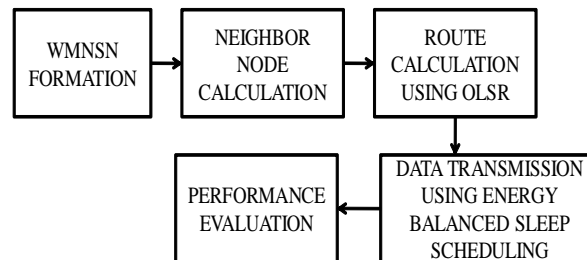 WMNSN
FORMATION
NEIGHBOR
NODE
CALCULATION
ROUTE
CALCULATION
USING OLSR
DATA TRANSMISSION
USING ENERGY
BALANCED SLEEP
SCHEDULING
PERFORMANCE
EVALUATION